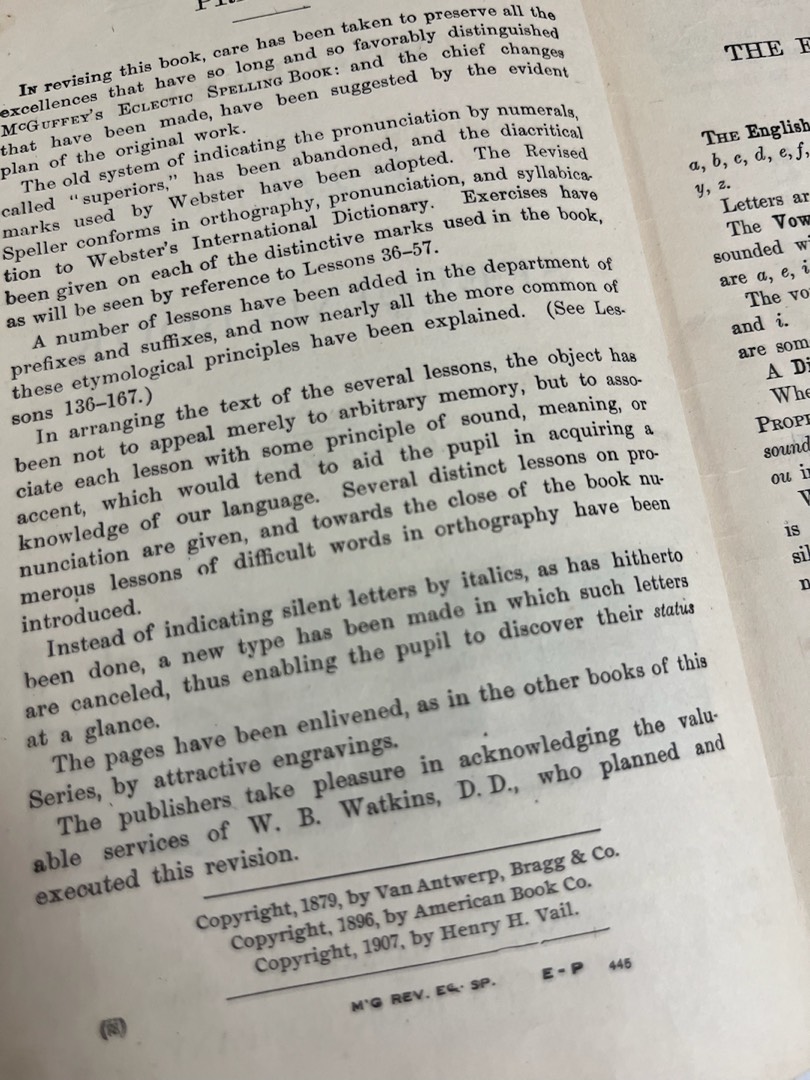 In revising this book, care has been taken to preserve all the
excellences that have so long and so favorably distinguished
McGuffey's Eclectic Spelling Book: and the chief changes
that have been made, have been suggested by the evident
plan of the original work.
The old system of indicating the pronunciation by numerals,
called "superiors," has been abandoned, and the diacritical
marks used by Webster have been adopted. The Revised
Speller conforms in orthography, pronunciation, and syllabica-
tion to Webster's International Dictionary. Exercises have
been given on each of the distinctive marks used in the book,
as will be seen by reference to Lessons 36–57.
A number of lessons have been added in the department of
prefixes and suffixes, and now nearly all the more common of
these etymological principles have been explained. (See Les-
sons 136–167.)
In arranging the text of the several lessons, the object has
been not to appeal merely to arbitrary memory, but to asso-
ciate each lesson with some principle of sound, meaning, or
accent, which would tend to aid the pupil in acquiring a
knowledge of our language. Several distinct lessons on pro-
nunciation are given, and towards the close of the book nu-
merous lessons of difficult words in orthography have been
introduced.
Instead of indicating silent letters by italics, as has hitherto
been done, a new type has been made in which such letters
are canceled, thus enabling the pupil to discover their status
at a glance.
The pages have been enlivened, as in the other books of this
Series, by attractive engravings.
The publishers take pleasure in acknowledging the valu-
able services of W. B. Watkins, D. D., who planned and
executed this revision.
Copyright, 1879, by Van Antwerp, Bragg & Co.
Copyright, 1896, by American Book Co.
Copyright, 1907, by Henry H. Vail.
M'G REV. EC. SP. E-P 445
THE E
The English
a, b, c, d, e, f,
y, z.
Letters ar
The Vow
sounded wi
are a, e, i
The vo
and i.
are som
A Di
Whe
Prope
sound
ou in
is
sil